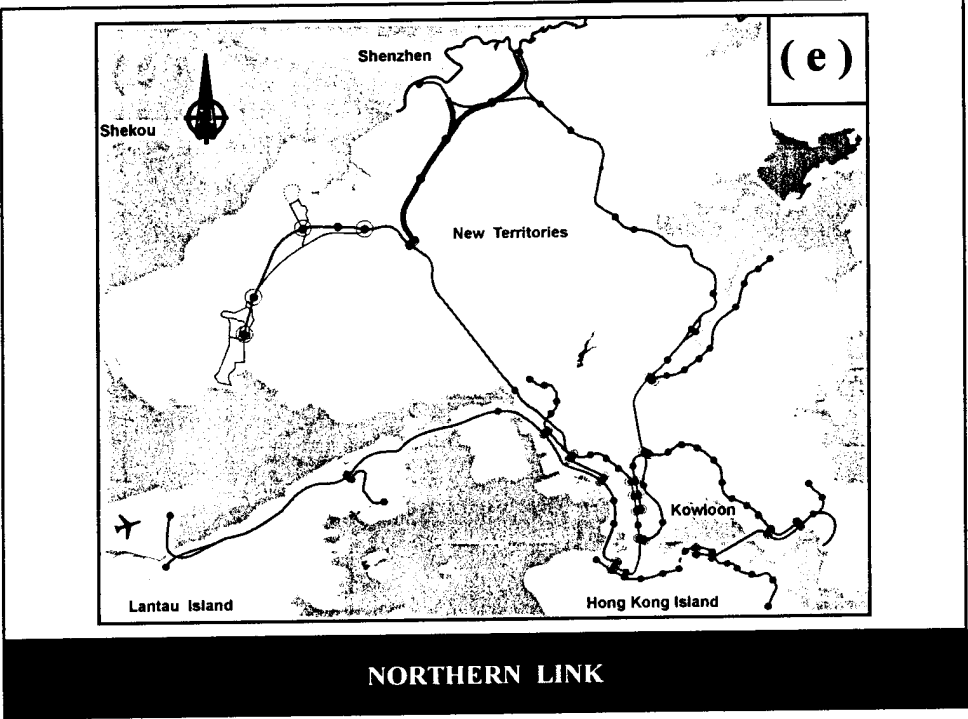 Shenzhen
( e )
Shekou
New Territories
Kowloon
Lantau Island
Hong Kong Island
NORTHERN LINK